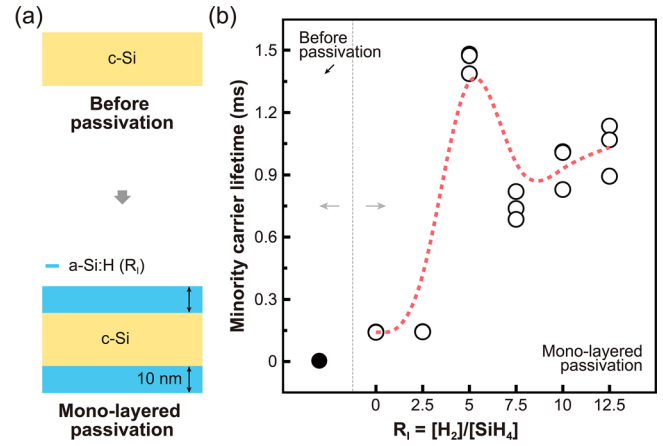 (a)
c-Si
Before
passivation
a-Si:H (R_I)
c-Si
10 nm
Mono-layered
passivation
(b)
Before
passivation
Minority carrier lifetime (ms)
1.5
1.2
0.9
0.6
0.3
0
Mono-layered
passivation
0 2.5 5 7.5 10 12.5
R_I = [H₂]/[SiH₄]